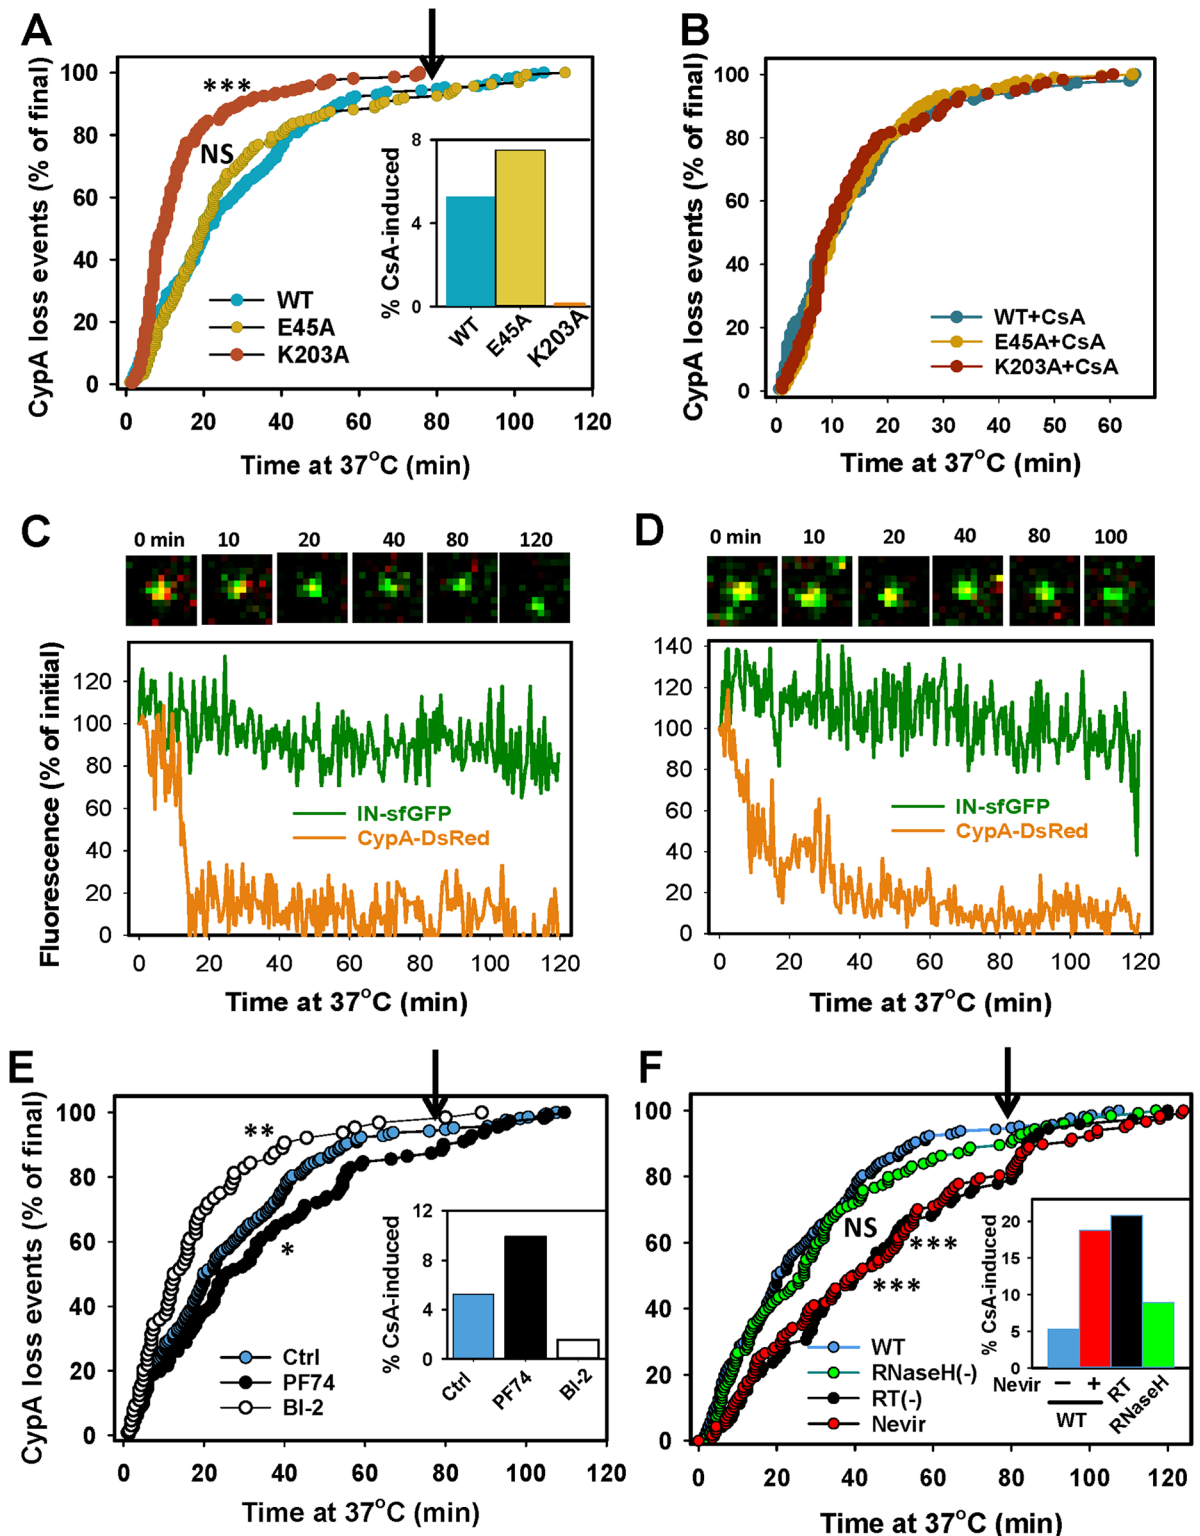 A
CypA loss events (% of final)
100
80
60
40
20
0
***
NS
WT
E45A
K203A
% CsA-induced
8
4
0
WT
E45A
K203A
0 20 40 60 80 100 120
Time at 37°C (min)
B
CypA loss events (% of final)
100
80
60
40
20
0
WT+CsA
E45A+CsA
K203A+CsA
0 10 20 30 40 50 60
Time at 37°C (min)
C
0 min 10 20 40 80 120
Fluorescence (% of initial)
120
100
80
60
40
20
0
IN-sfGFP
CypA-DsRed
0 20 40 60 80 100 120
Time at 37°C (min)
D
0 min 10 20 40 80 100
140
120
100
80
60
40
20
0
IN-sfGFP
CypA-DsRed
0 20 40 60 80 100 120
Time at 37°C (min)
E
CypA loss events (% of final)
100
80
60
40
20
0
**
*
Ctrl
PF74
BI-2
% CsA-induced
12
8
4
0
Ctrl
PF74
BI-2
0 20 40 60 80 100 120
Time at 37°C (min)
F
100
80
60
40
20
0
NS
***
***
WT
RNaseH(-)
RT(-)
Nevir
% CsA-induced
20
15
10
5
0
Nevir − +
WT
RT
RNaseH
0 20 40 60 80 100 120
Time at 37°C (min)